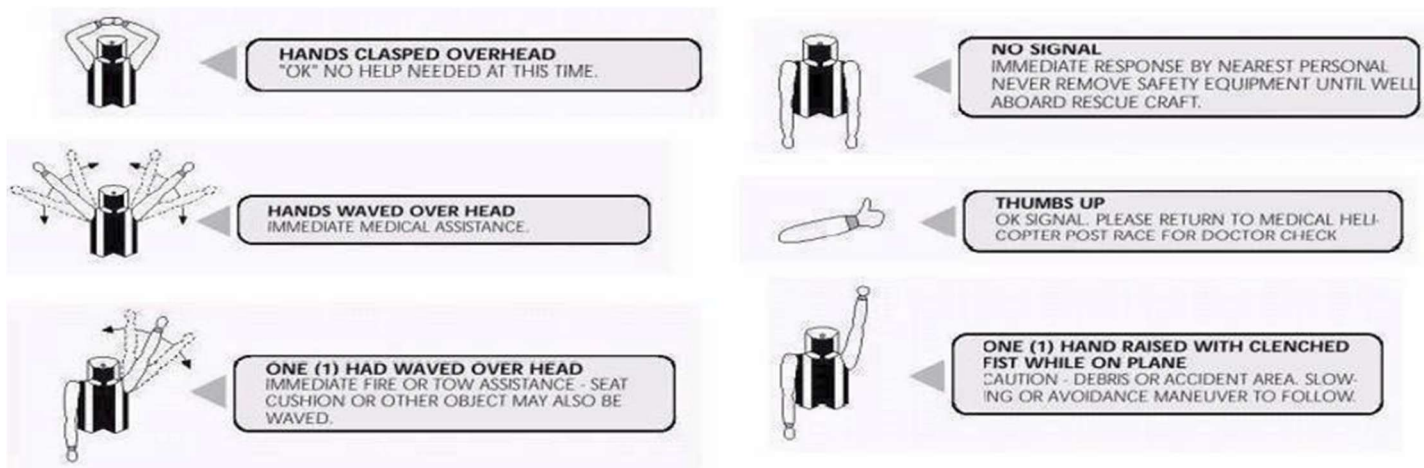 HANDS CLASPED OVERHEAD
"OK" NO HELP NEEDED AT THIS TIME.
HANDS WAVED OVER HEAD
IMMEDIATE MEDICAL ASSISTANCE.
ONE (1) HAD WAVED OVER HEAD
IMMEDIATE FIRE OR TOW ASSISTANCE - SEAT
CUSHION OR OTHER OBJECT MAY ALSO BE
WAVED.
NO SIGNAL
IMMEDIATE RESPONSE BY NEAREST PERSONAL
NEVER REMOVE SAFETY EQUIPMENT UNTIL WELL
ABOARD RESCUE CRAFT.
THUMBS UP
OK SIGNAL. PLEASE RETURN TO MEDICAL HELI-
COPTER POST RACE FOR DOCTOR CHECK
ONE (1) HAND RAISED WITH CLENCHED
FIST WHILE ON PLANE
CAUTION - DEBRIS OR ACCIDENT AREA. SLOW-
ING OR AVOIDANCE MANEUVER TO FOLLOW.